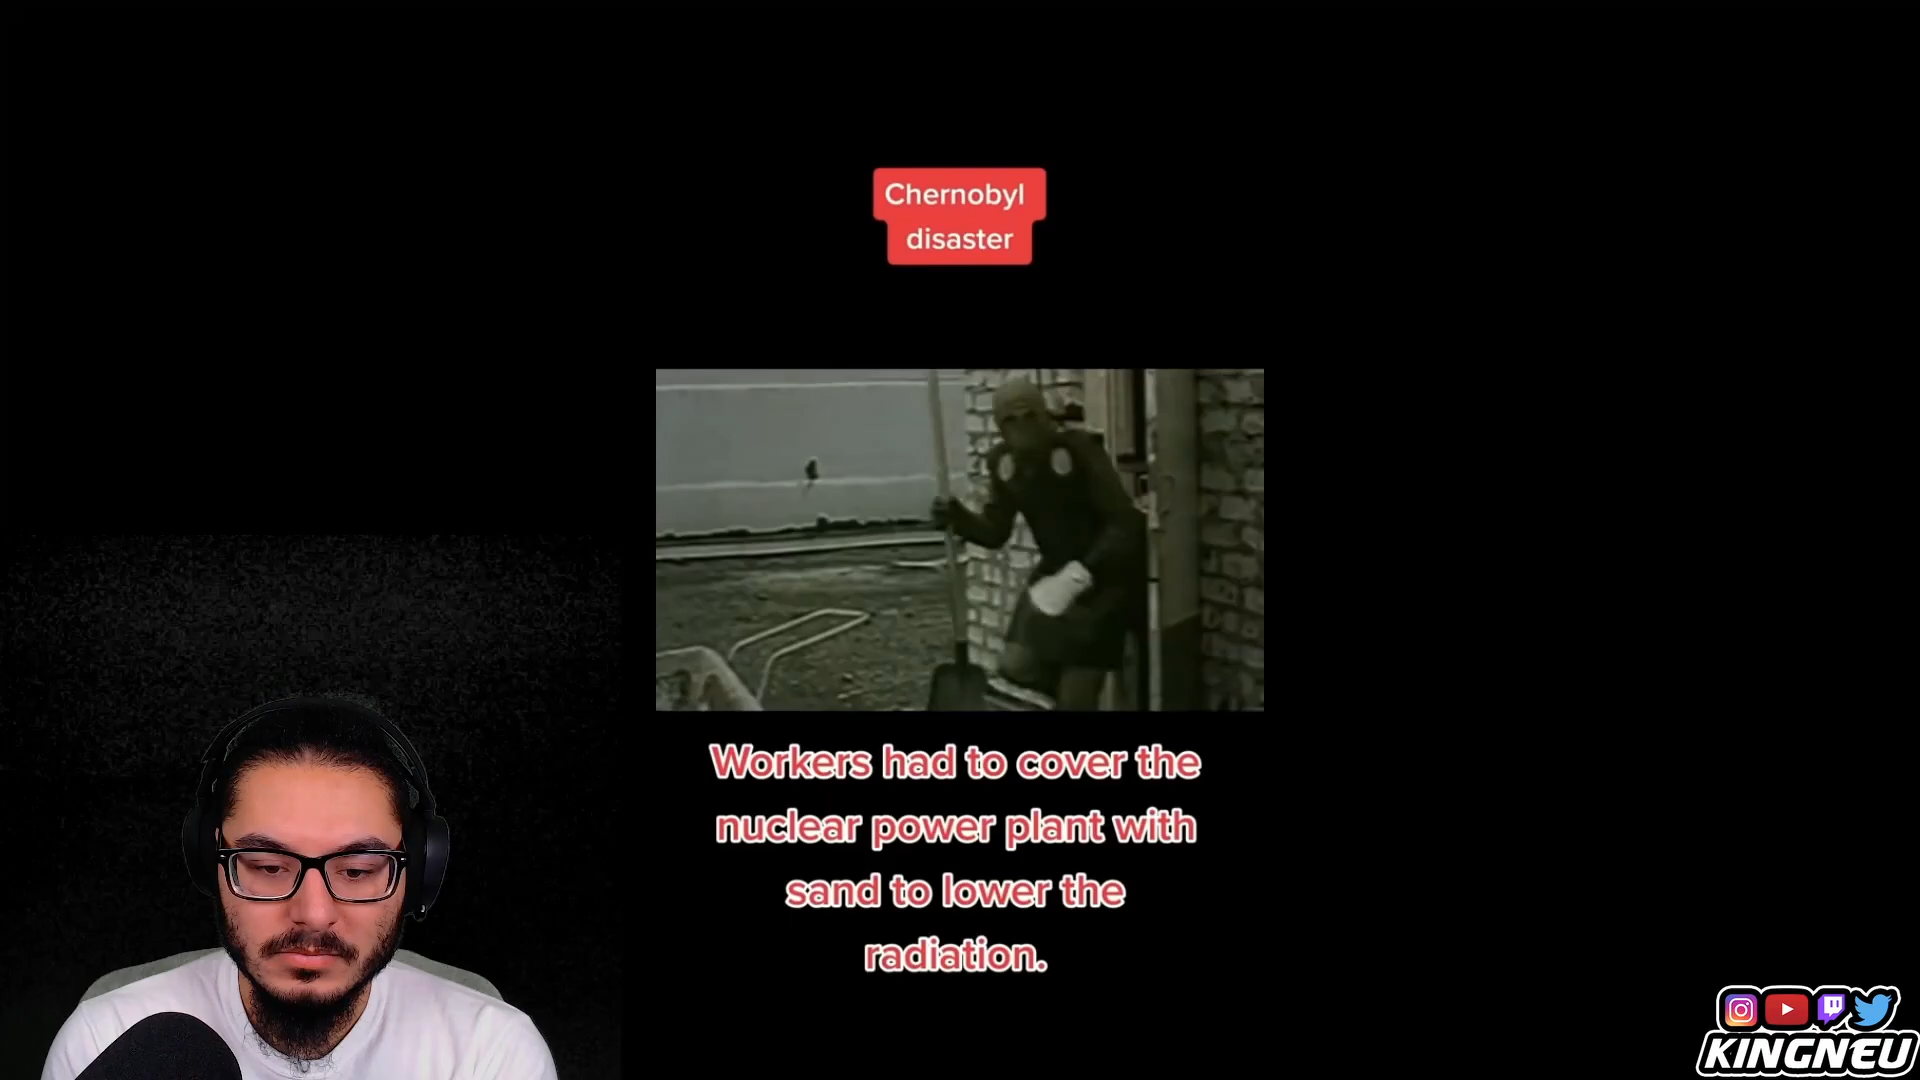 Chernobyl
disaster
Workers had to cover the
nuclear power plant with
sand to lower the
radiation.
KINGNEU